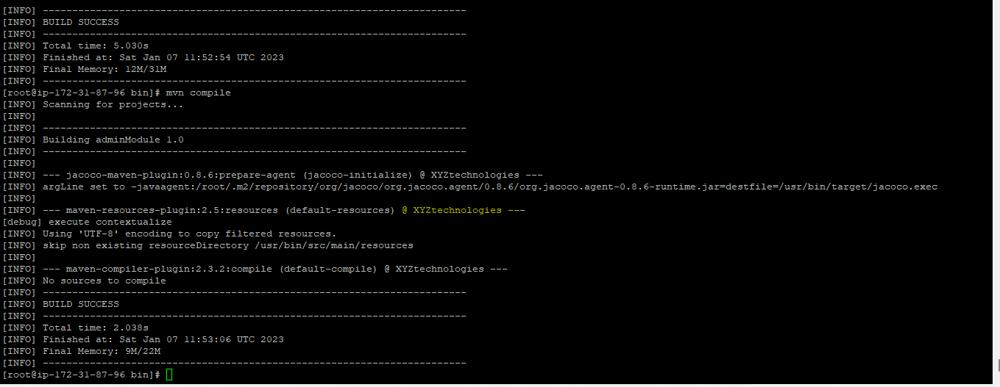 [INFO] ------------------------------------------------------------------------
[INFO] BUILD SUCCESS
[INFO] ------------------------------------------------------------------------
[INFO] Total time: 5.030s
[INFO] Finished at: Sat Jan 07 11:52:54 UTC 2023
[INFO] Final Memory: 12M/31M
[INFO] ------------------------------------------------------------------------
[root@ip-172-31-87-96 bin]# mvn compile
[INFO] Scanning for projects...
[INFO]
[INFO] ------------------------------------------------------------------------
[INFO] Building adminModule 1.0
[INFO] ------------------------------------------------------------------------
[INFO]
[INFO] --- jacoco-maven-plugin:0.8.6:prepare-agent (jacoco-initialize) @ XYZtechnologies ---
[INFO] argLine set to -javaagent:/root/.m2/repository/org/jacoco/org.jacoco.agent/0.8.6/org.jacoco.agent-0.8.6-runtime.jar=destfile=/usr/bin/target/jacoco.exec
[INFO]
[INFO] --- maven-resources-plugin:2.5:resources (default-resources) @ XYZtechnologies ---
[debug] execute contextualize
[INFO] Using 'UTF-8' encoding to copy filtered resources.
[INFO] skip non existing resourceDirectory /usr/bin/src/main/resources
[INFO]
[INFO] --- maven-compiler-plugin:2.3.2:compile (default-compile) @ XYZtechnologies ---
[INFO] No sources to compile
[INFO] ------------------------------------------------------------------------
[INFO] BUILD SUCCESS
[INFO] ------------------------------------------------------------------------
[INFO] Total time: 2.038s
[INFO] Finished at: Sat Jan 07 11:53:06 UTC 2023
[INFO] Final Memory: 9M/22M
[INFO] ------------------------------------------------------------------------
[root@ip-172-31-87-96 bin]#